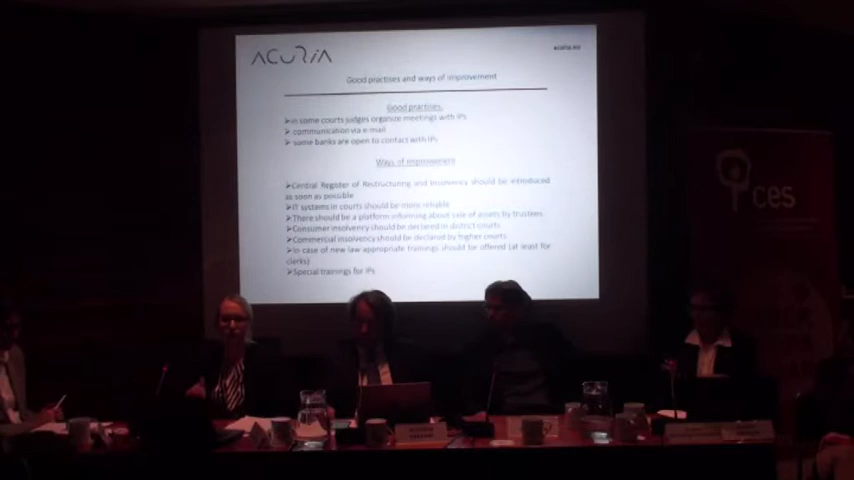 ACURIA
acuria.eu
Good practises and ways of improvement
Good practises.
➢In some courts judges organize meetings with IPs
➢ communication via e-mail
➢ some banks are open to contact with IPs
Ways of improvement
➢Central Register of Restructuring and Insolvency should be introduced
as soon as possible
➢IT systems in courts should be more reliable
➢There should be a platform informing about sale of assets by trustees
➢Consumer insolvency should be declared in district courts
➢Commercial insolvency should be declared by higher courts
➢In case of new law appropriate trainings should be offered (at least for
clerks)
➢Special trainings for IPs
ces